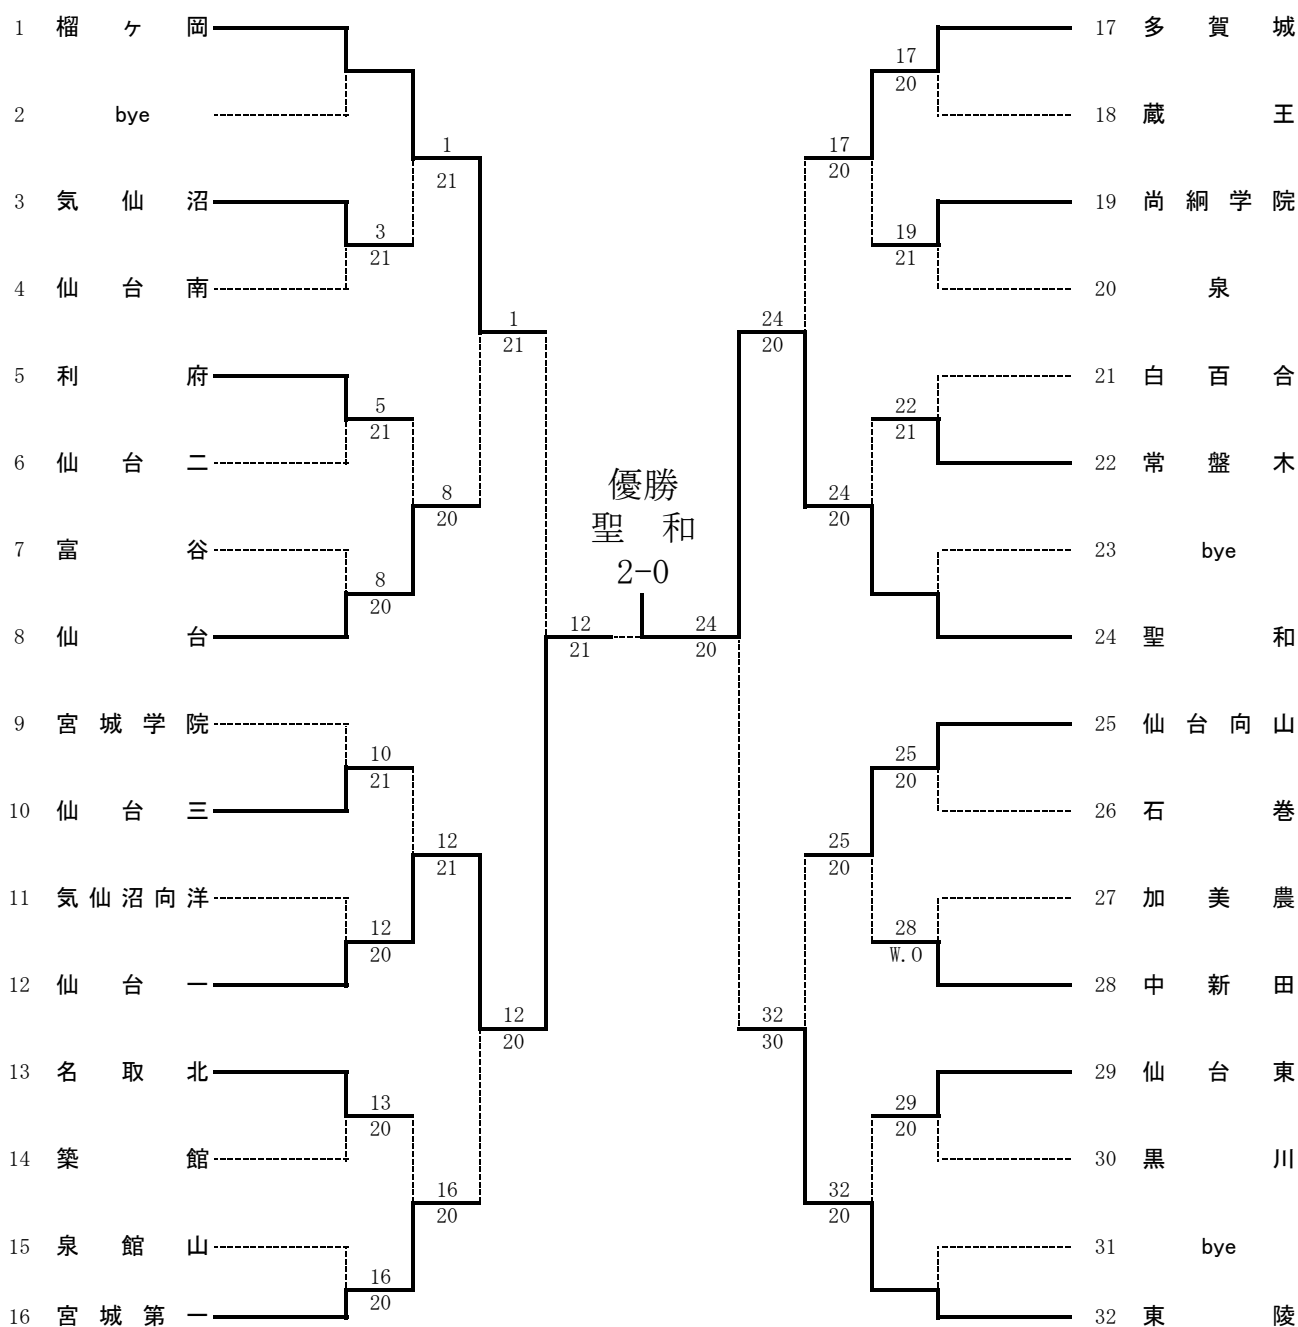 1 榴ヶ岡
2 bye
3 気仙沼
4 仙台南
5 利府
6 仙台二
7 富谷
8 仙台
9 宮城学院
10 仙台三
11 気仙沼向洋
12 仙台一
13 名取北
14 築館
15 泉館山
16 宮城第一
3
21
5
21
8
20
10
21
12
20
13
20
16
20
1
21
8
20
12
21
16
20
1
21
12
20
12
21
優勝
聖 和
2-0
24
20
24
20
32
30
17
20
24
20
25
20
32
20
17
20
19
21
22
21
25
20
28
W.O
29
20
17 多賀城
18 蔵王
19 尚絅学院
20 泉
21 白百合
22 常盤木
23 bye
24 聖和
25 仙台向山
26 石巻
27 加美農
28 中新田
29 仙台東
30 黒川
31 bye
32 東陵